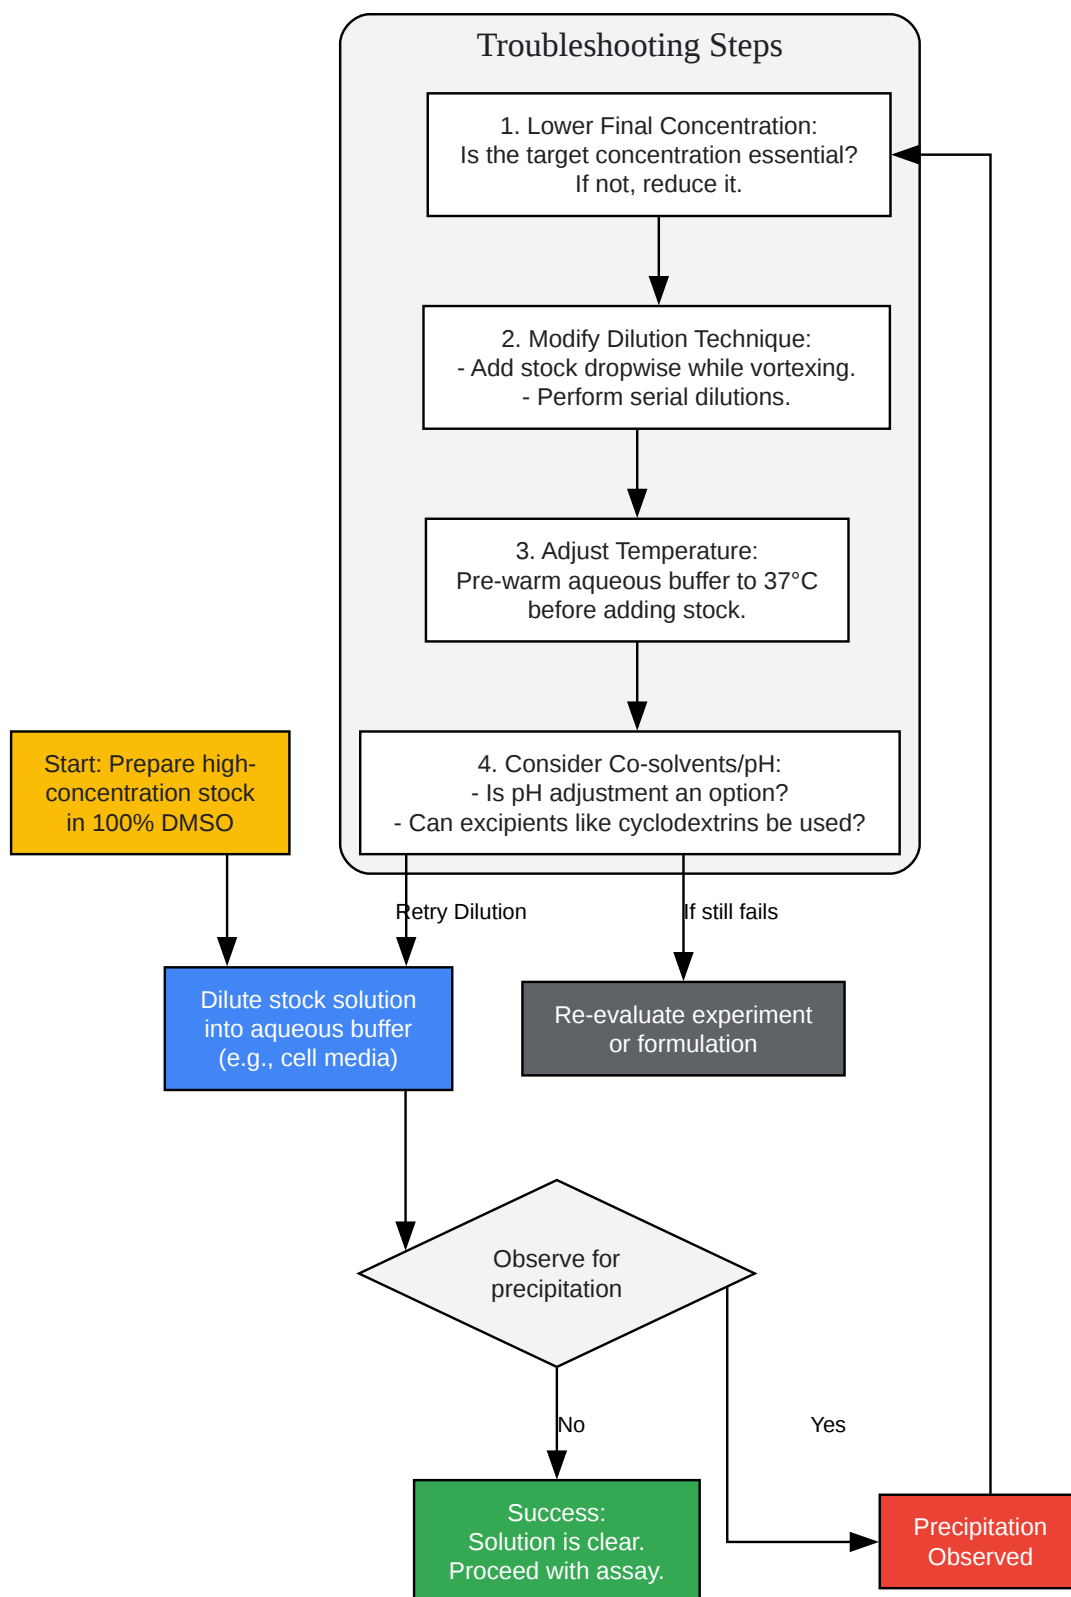 Troubleshooting Steps
1. Lower Final Concentration:
Is the target concentration essential?
If not, reduce it.
2. Modify Dilution Technique:
- Add stock dropwise while vortexing.
- Perform serial dilutions.
3. Adjust Temperature:
Pre-warm aqueous buffer to 37°C
before adding stock.
Start: Prepare high-
concentration stock
in 100% DMSO
4. Consider Co-solvents/pH:
- Is pH adjustment an option?
- Can excipients like cyclodextrins be used?
Retry Dilution
If still fails
Dilute stock solution
into aqueous buffer
(e.g., cell media)
Re-evaluate experiment
or formulation
Observe for
precipitation
No
Yes
Success:
Solution is clear.
Proceed with assay.
Precipitation
Observed